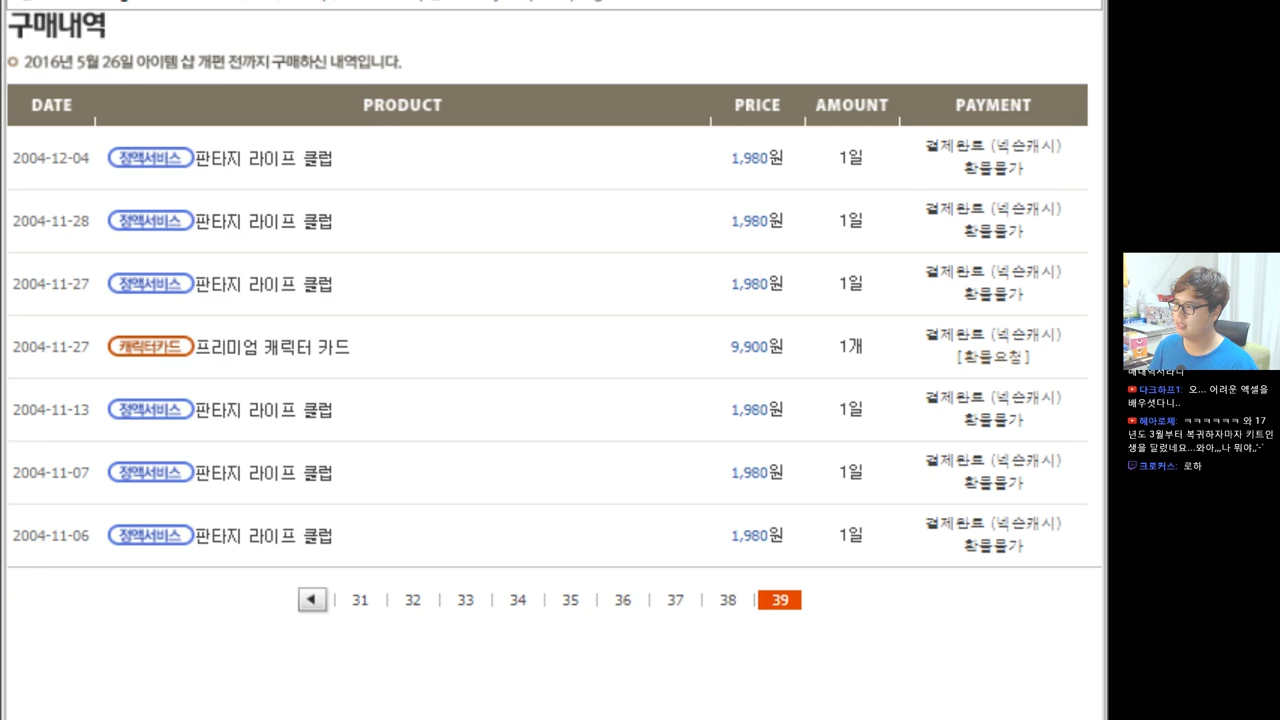 구매내역
2016년 5월 26일 아이템 샵 개편 전까지 구매하신 내역입니다.
DATE PRODUCT PRICE AMOUNT PAYMENT
2004-12-04 정액서비스 판타지 라이프 클럽 1,980원 1일 결제완료 (넥슨캐시)
환물불가
2004-11-28 정액서비스 판타지 라이프 클럽 1,980원 1일 결제완료 (넥슨캐시)
환물불가
2004-11-27 정액서비스 판타지 라이프 클럽 1,980원 1일 결제완료 (넥슨캐시)
환물불가
2004-11-27 캐릭터카드 프리미엄 캐릭터 카드 9,900원 1개 결제완료 (넥슨캐시)
[환물요청]
2004-11-13 정액서비스 판타지 라이프 클럽 1,980원 1일 결제완료 (넥슨캐시)
환물불가
2004-11-07 정액서비스 판타지 라이프 클럽 1,980원 1일 결제완료 (넥슨캐시)
환물불가
2004-11-06 정액서비스 판타지 라이프 클럽 1,980원 1일 결제완료 (넥슨캐시)
환물불가
31 32 33 34 35 36 37 38 39
다크하프1: 오... 어려운 엑셀을
배우셧다니..
헤아로체: ㅋㅋㅋㅋㅋㅋ 와 17
년도 3월부터 복귀하자마자 키트인
생을 달렸네요...와아,,,나 뭐야,,
크로커스: 로하